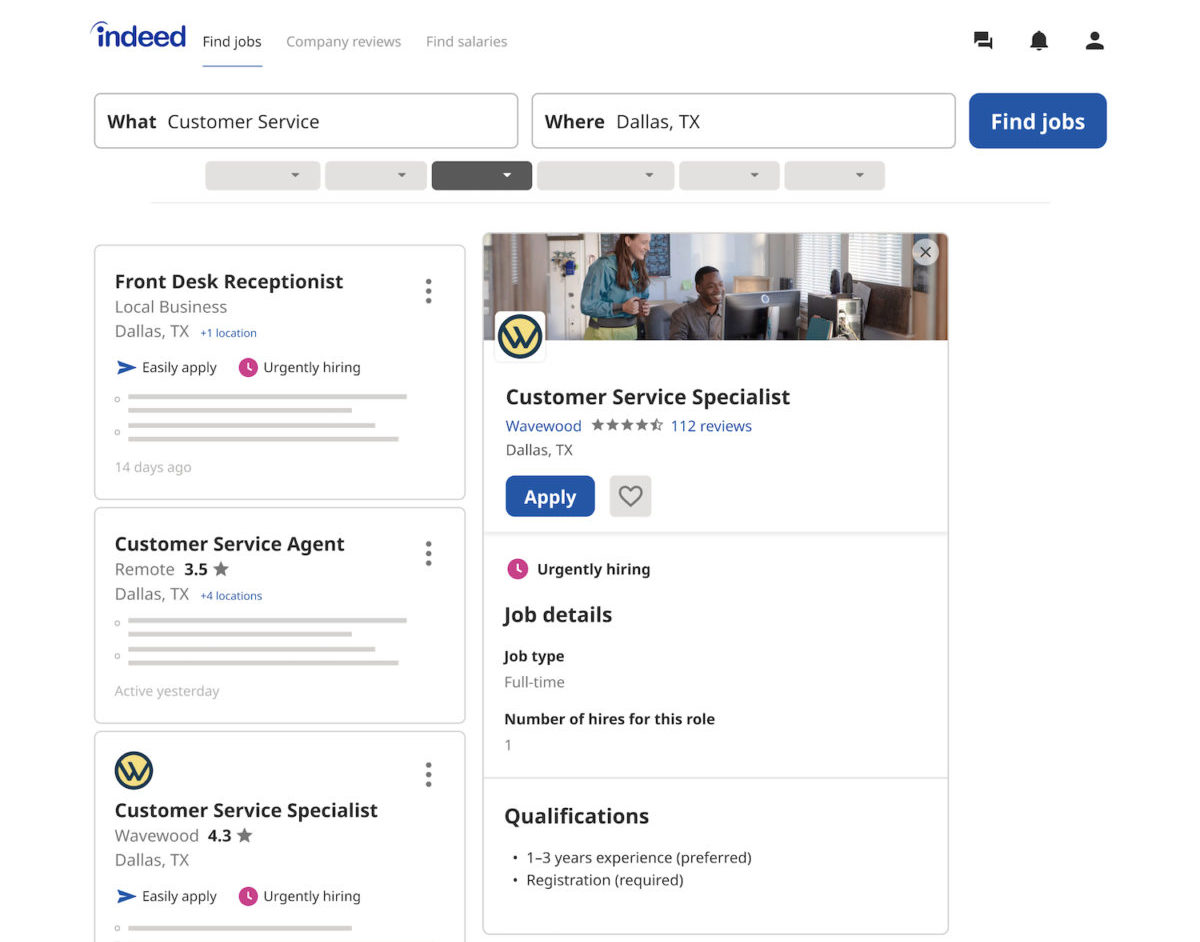 indeed
Find jobs
Company reviews
Find salaries
What Customer Service
Where Dallas, TX
Find jobs
Front Desk Receptionist
Local Business
Dallas, TX +1 location
Easily apply Urgently hiring
14 days ago
Customer Service Agent
Remote 3.5
Dallas, TX +4 locations
Active yesterday
W
Customer Service Specialist
Wavewood 4.3
Dallas, TX
Easily apply Urgently hiring
W
Customer Service Specialist
Wavewood 112 reviews
Dallas, TX
Apply
Urgently hiring
Job details
Job type
Full-time
Number of hires for this role
1
Qualifications
• 1–3 years experience (preferred)
• Registration (required)